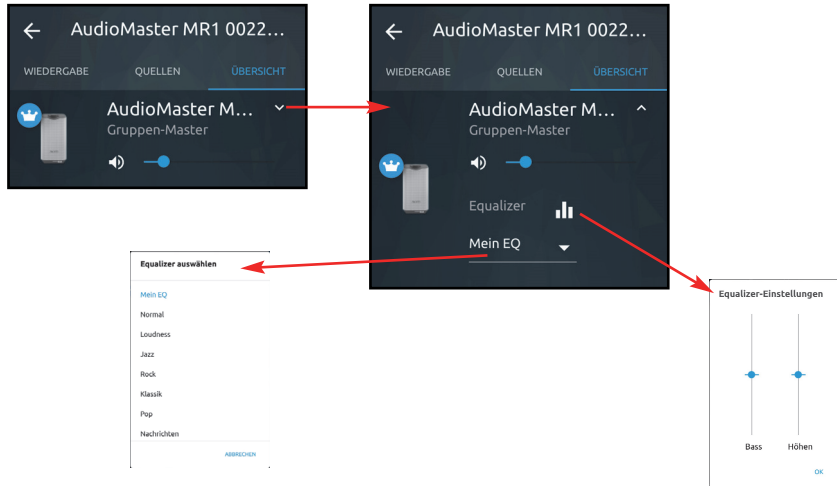 AudioMaster MR1 0022...
WIEDERGABE QUELLEN ÜBERSICHT
AudioMaster M...
Gruppen-Master
AudioMaster MR1 0022...
WIEDERGABE QUELLEN ÜBERSICHT
AudioMaster M...
Gruppen-Master
Equalizer
Mein EQ
Equalizer auswählen
Mein EQ
Normal
Loudness
Jazz
Rock
Klassik
Pop
Nachrichten
ABBRECHEN
Equalizer-Einstellungen
Bass Höhen
OK